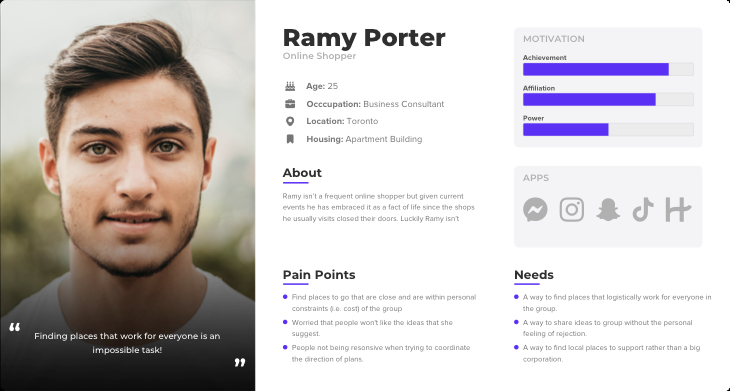 Ramy Porter
Online Shopper
Age: 25
Occcupation: Business Consultant
Location: Toronto
Housing: Apartment Building
About
Ramy isn't a frequent online shopper but given current
events he has embraced it as a fact of life since the shops
he usually visits closed their doors. Luckily Ramy isn't
MOTIVATION
Achievement
Affiliation
Power
APPS
Pain Points
Find places to go that are close and are within personal
constraints (i.e. cost) of the group
Worried that people won't like the ideas that she
suggest.
People not being resonsive when trying to coordinate
the direction of plans.
Needs
A way to find places that logistically work for everyone in
the group.
A way to share ideas to group without the personal
feeling of rejection.
A way to find local places to support rather than a big
corporation.
“ Finding places that work for everyone is an
impossible task! ”